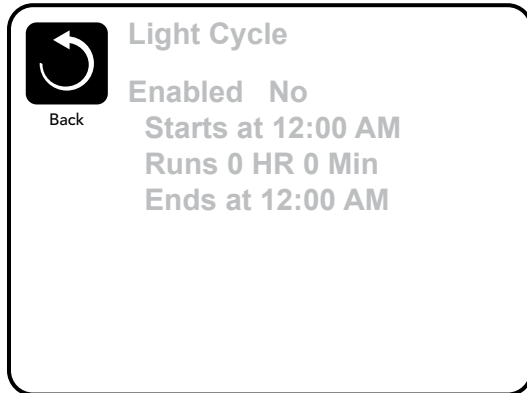 Light Cycle
Enabled No
Starts at 12:00 AM
Runs 0 HR 0 Min
Ends at 12:00 AM
Back